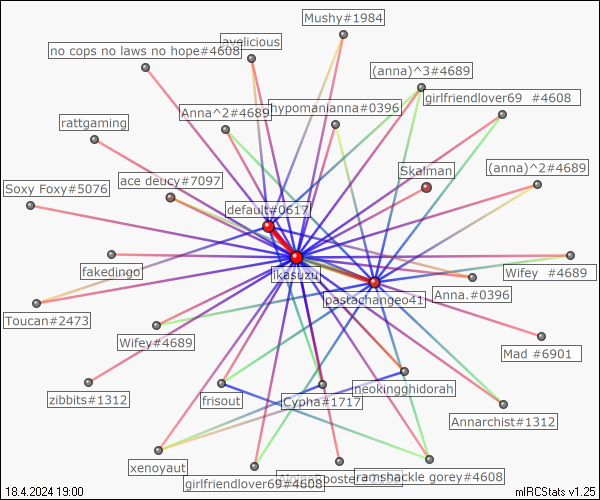 Mushy#1984
ayelicious
no cops no laws no hope#4608
(anna)^3#4689
girlfriendlover69 #4608
hypomanianna#0396
Anna^2#4689
rattgaming
Skalman
(anna)^2#4689
ace deucy#7097
Soxy Foxy#5076
default#0617
ikasuzu
fakedingo
Wifey #4689
Anna.#0396
pastachangeo41
Toucan#2473
Wifey#4689
Mad #6901
neokingghidorah
zibbits#1312
frisout
Cypha#1717
Annarchist#1312
xenoyaut
ramshackle gorey#4608
girlfriendlover69#4608
18.4.2024 19:00
mIRCStats v1.25